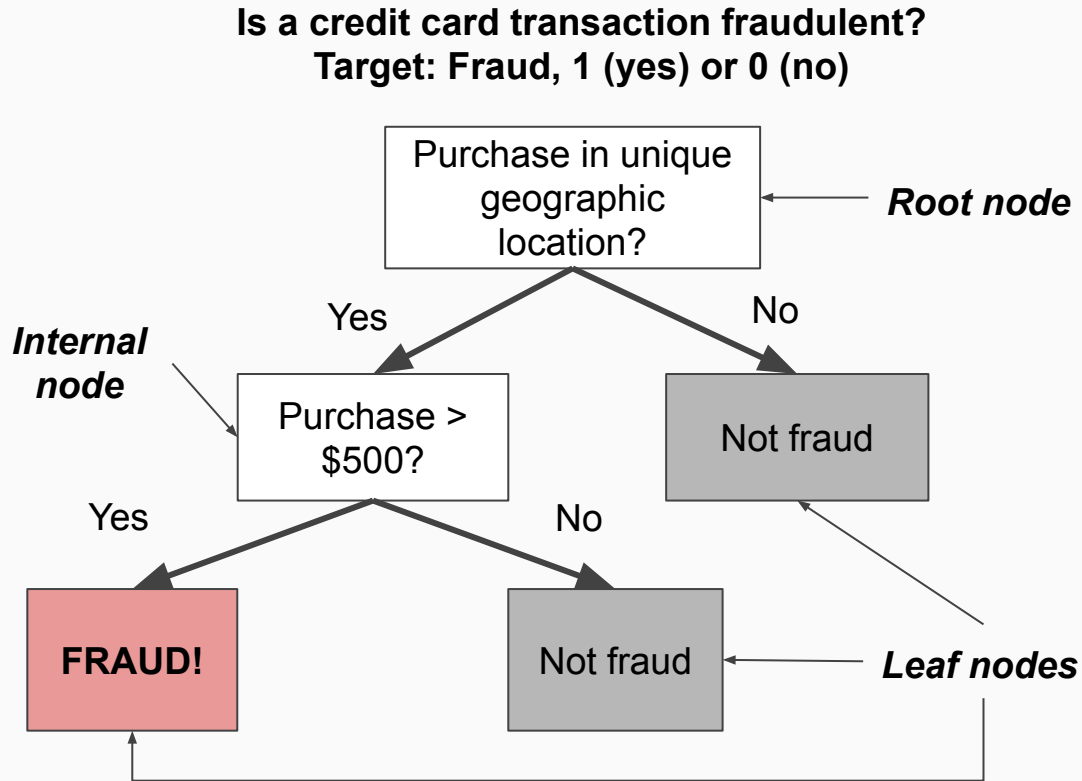 Is a credit card transaction fraudulent?
Target: Fraud, 1 (yes) or 0 (no)
Purchase in unique
geographic
location?
Root node
Yes
No
Internal
node
Purchase >
$500?
Not fraud
Yes
No
FRAUD!
Not fraud
Leaf nodes